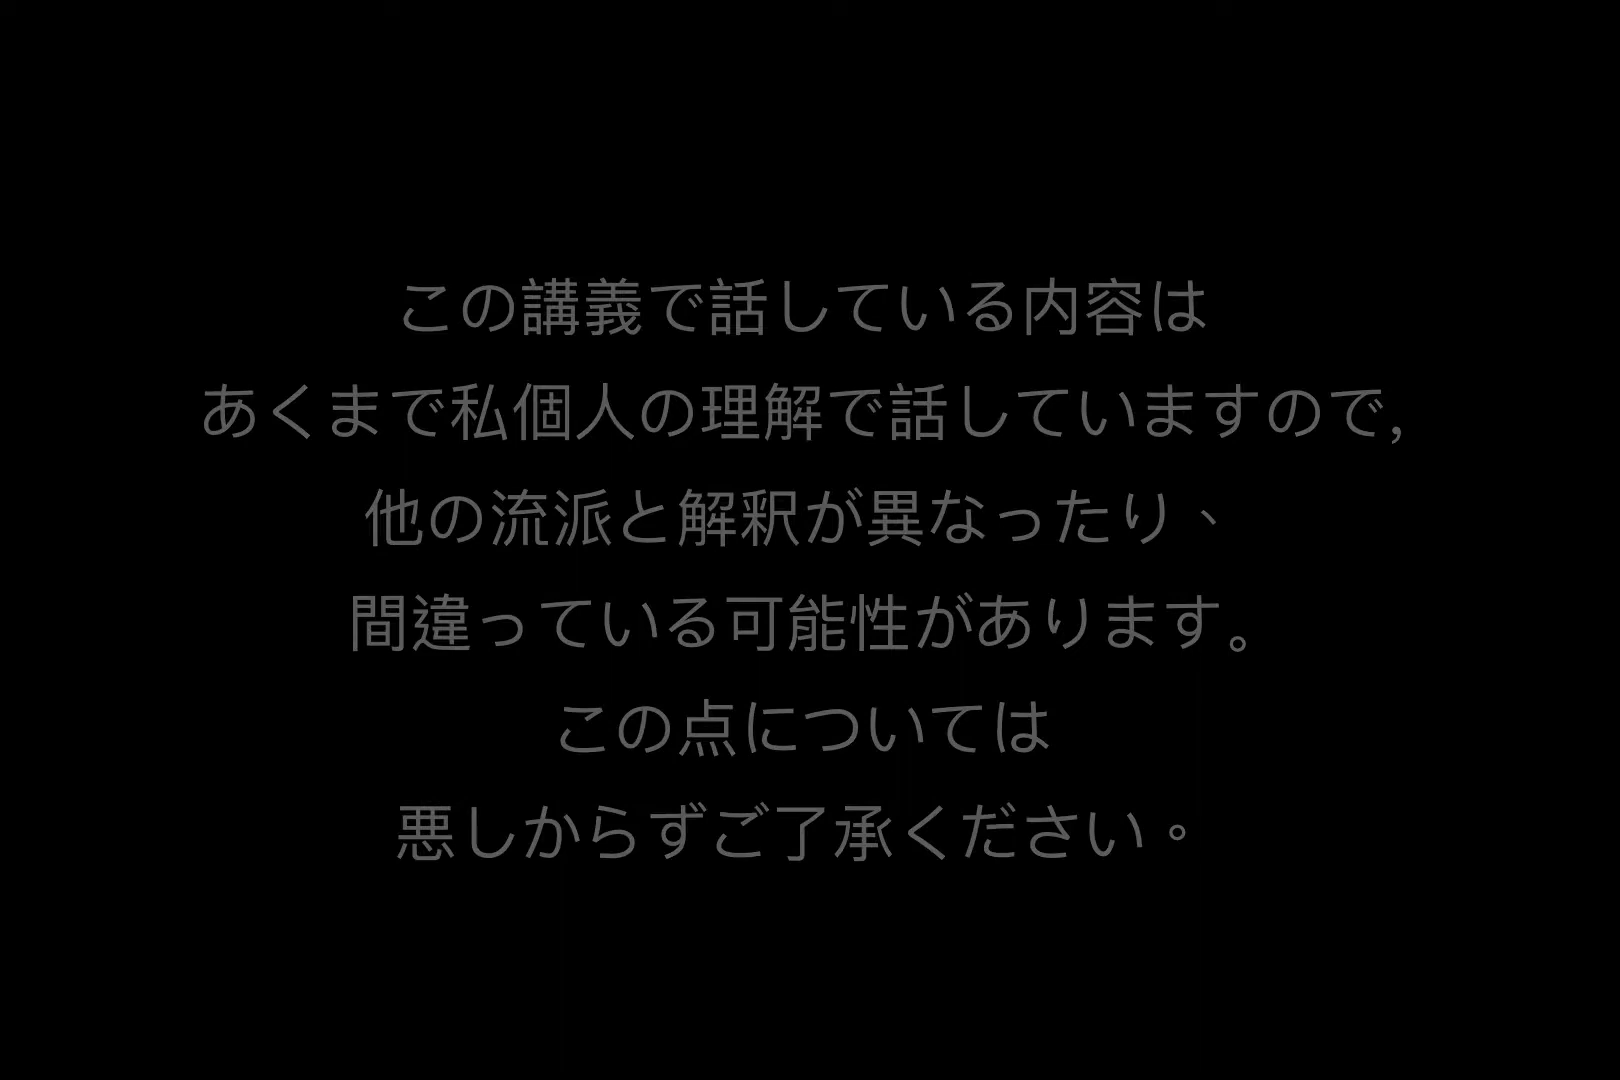 この講義で話している内容は
あくまで私個人の理解で話していますので,
他の流派と解釈が異なったり、
間違っている可能性があります。
この点については
悪しからずご了承ください。